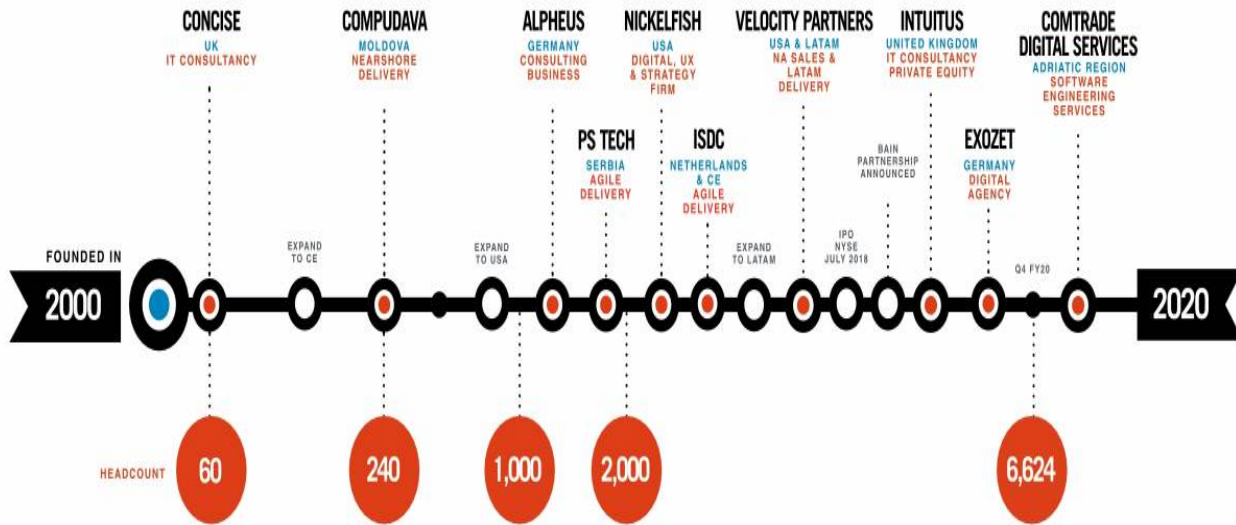 CONCISE
UK
IT CONSULTANCY
COMPUDAVA
MOLDOVA
NEARSHORE
DELIVERY
ALPHEUS
GERMANY
CONSULTING
BUSINESS
NICKELFISH
USA
DIGITAL, UX
& STRATEGY
FIRM
VELOCITY PARTNERS
USA & LATAM
NA SALES &
LATAM
DELIVERY
INTUITUS
UNITED KINGDOM
IT CONSULTANCY
PRIVATE EQUITY
COMTRADE
DIGITAL SERVICES
ADRIATIC REGION
SOFTWARE
ENGINEERING
SERVICES
PS TECH
SERBIA
AGILE
DELIVERY
ISDC
NETHERLANDS
& CE
AGILE
DELIVERY
BAIN
PARTNERSHIP
ANNOUNCED
EXOZET
GERMANY
DIGITAL
AGENCY
FOUNDED IN
2000
EXPAND
TO CE
EXPAND
TO USA
EXPAND
TO LATAM
IPO
NYSE
JULY 2018
Q4 FY20
2020
HEADCOUNT
60
240
1,000
2,000
6,624